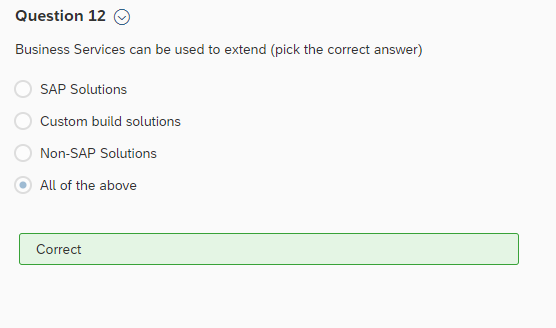 Question 12
Business Services can be used to extend (pick the correct answer)
SAP Solutions
Custom build solutions
Non-SAP Solutions
All of the above
Correct